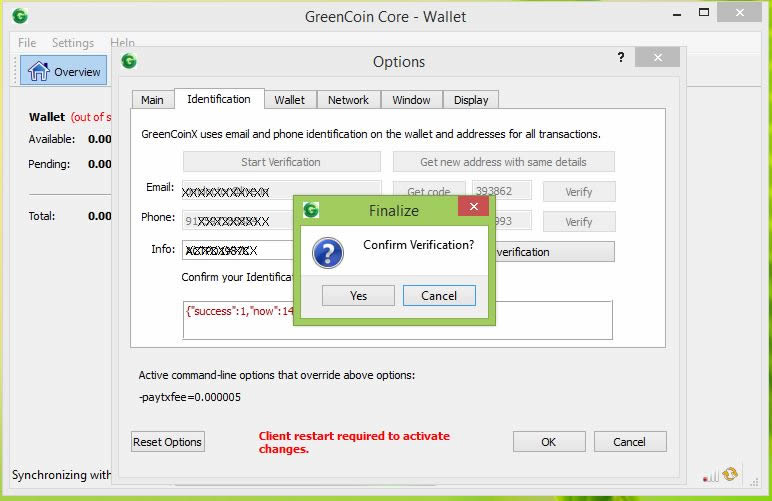 GreenCoin Core - Wallet
File Settings Help
Options
Overview
Main Identification Wallet Network Window Display
GreenCoinX uses email and phone identification on the wallet and addresses for all transactions.
Wallet (out of s
Start Verification Get new address with same details
Available: 0.00
Pending: 0.00
Email: Get code 393862 Verify
Phone: 91 993 Verify
Total: 0.00
Finalize
Confirm Verification?
Yes Cancel
Info: verification
Confirm your Identifica
{"success":1,"now":14
Active command-line options that override above options:
-paytxfee=0.000005
Reset Options
Client restart required to activate
changes.
OK Cancel
Synchronizing with